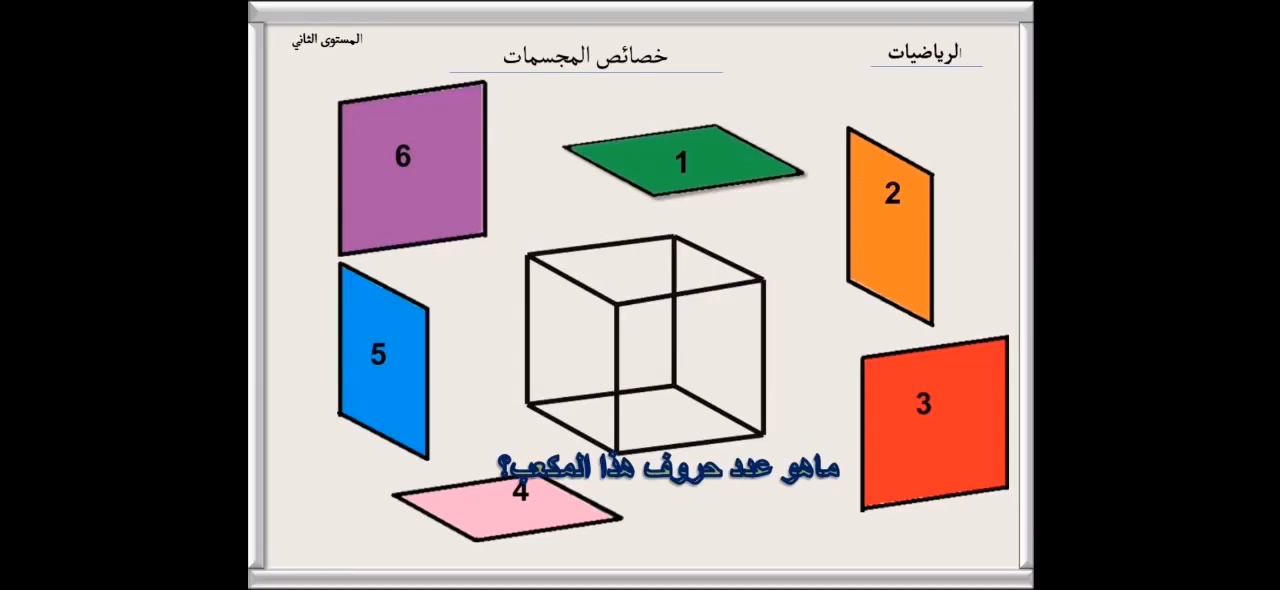 الرياضيات
خصائص المجسمات
المستوى الثاني
6
1
2
5
3
ماهو عدد حروف هذا المكعب؟
4